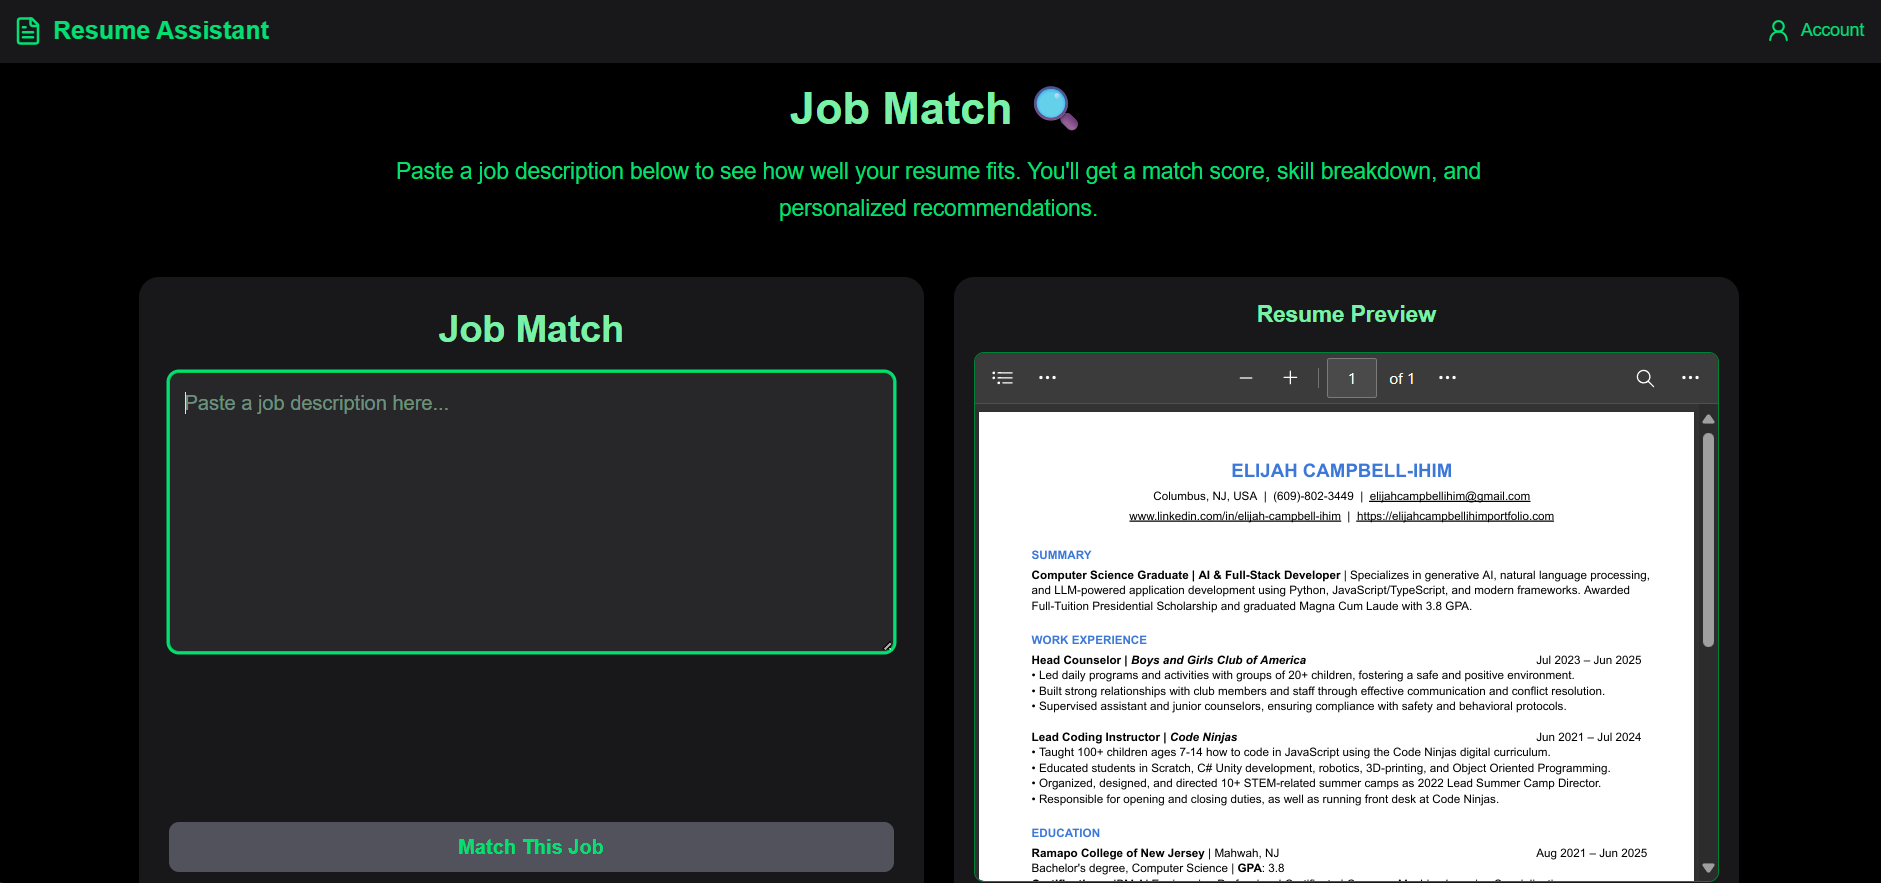 Resume Assistant
Account
Job Match
Paste a job description below to see how well your resume fits. You'll get a match score, skill breakdown, and
personalized recommendations.
Job Match
Paste a job description here...
Match This Job
Resume Preview
1 of 1
ELIJAH CAMPBELL-IHIM
Columbus, NJ, USA | (609)-802-3449 | elijahcampbellihim@gmail.com
www.linkedin.com/in/elijah-campbell-ihim | https://elijahcampbellihimportfolio.com
SUMMARY
Computer Science Graduate | AI & Full-Stack Developer | Specializes in generative AI, natural language processing,
and LLM-powered application development using Python, JavaScript/TypeScript, and modern frameworks. Awarded
Full-Tuition Presidential Scholarship and graduated Magna Cum Laude with 3.8 GPA.
WORK EXPERIENCE
Head Counselor | Boys and Girls Club of America Jul 2023 – Jun 2025
• Led daily programs and activities with groups of 20+ children, fostering a safe and positive environment.
• Built strong relationships with club members and staff through effective communication and conflict resolution.
• Supervised assistant and junior counselors, ensuring compliance with safety and behavioral protocols.
Lead Coding Instructor | Code Ninjas Jun 2021 – Jul 2024
• Taught 100+ children ages 7-14 how to code in JavaScript using the Code Ninjas digital curriculum.
• Educated students in Scratch, C# Unity development, robotics, 3D-printing, and Object Oriented Programming.
• Organized, designed, and directed 10+ STEM-related summer camps as 2022 Lead Summer Camp Director.
• Responsible for opening and closing duties, as well as running front desk at Code Ninjas.
EDUCATION
Ramapo College of New Jersey | Mahwah, NJ Aug 2021 – Jun 2025
Bachelor's degree, Computer Science | GPA: 3.8